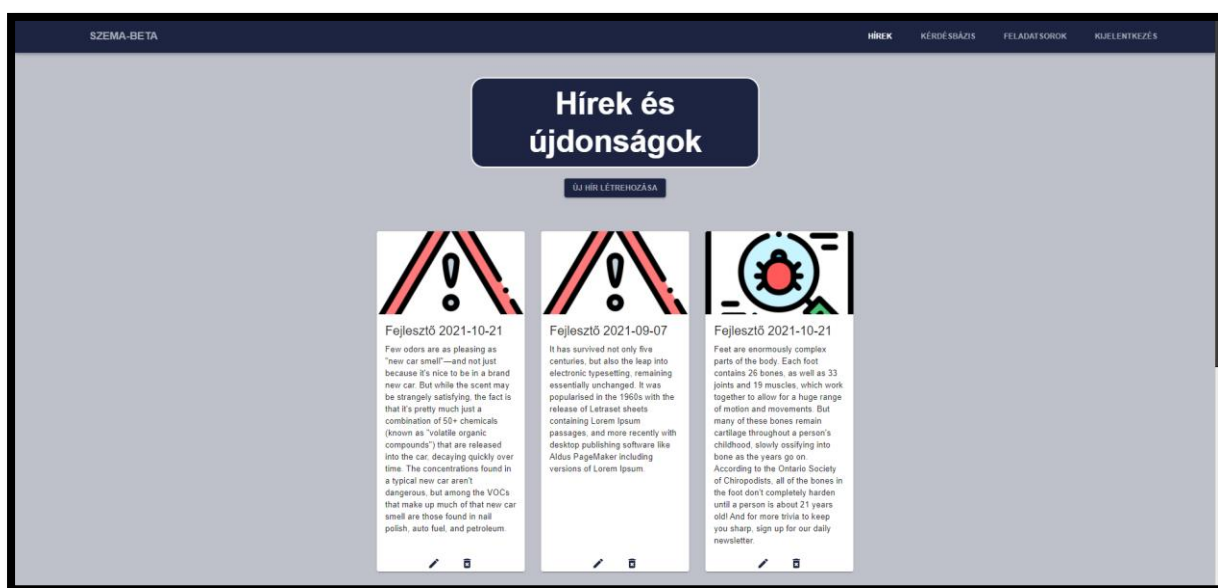 SZEMA-BETA
HÍREK KÉRDÉSBÁZIS FELADATSOROK KIJELENTKEZÉS
Hírek és
újdonságok
ÚJ HÍR LÉTREHOZÁSA
Fejlesztő 2021-10-21
Few odors are as pleasing as
"new car smell"—and not just
because it's nice to be in a brand
new car. But while the scent may
be strangely satisfying, the fact is
that it's pretty much just a
combination of 50+ chemicals
(known as "volatile organic
compounds") that are released
into the car, decaying quickly over
time. The concentrations found in
a typical new car aren't
dangerous, but among the VOCs
that make up much of that new car
smell are those found in nail
polish, auto fuel, and petroleum.
Fejlesztő 2021-09-07
It has survived not only five
centuries, but also the leap into
electronic typesetting, remaining
essentially unchanged. It was
popularised in the 1960s with the
release of Letraset sheets
containing Lorem Ipsum
passages, and more recently with
desktop publishing software like
Aldus PageMaker including
versions of Lorem Ipsum.
Fejlesztő 2021-10-21
Feet are enormously complex
parts of the body. Each foot
contains 26 bones, as well as 33
joints and 19 muscles, which work
together to allow for a huge range
of motion and movements. But
many of these bones remain
cartilage throughout a person's
childhood, slowly ossifying into
bone as the years go on.
According to the Ontario Society
of Chiropodists, all of the bones in
the foot don't completely harden
until a person is about 21 years
old! And for more trivia to keep
you sharp, sign up for our daily
newsletter.